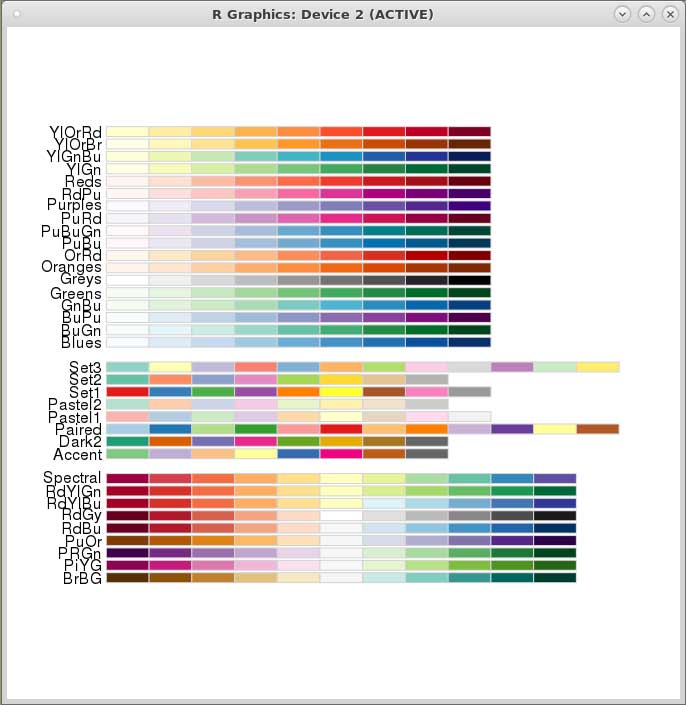 R Graphics: Device 2 (ACTIVE)
YlOrRd
YlOrBr
YlGnBu
YlGn
Reds
RdPu
Purples
PuRd
PuBuGn
PuBu
OrRd
Oranges
Greys
Greens
GnBu
BuPu
BuGn
Blues
Set3
Set2
Set1
Pastel2
Pastel1
Paired
Dark2
Accent
Spectral
RdYlGn
RdYlBu
RdGy
RdBu
PuOr
PRGn
PiYG
BrBG